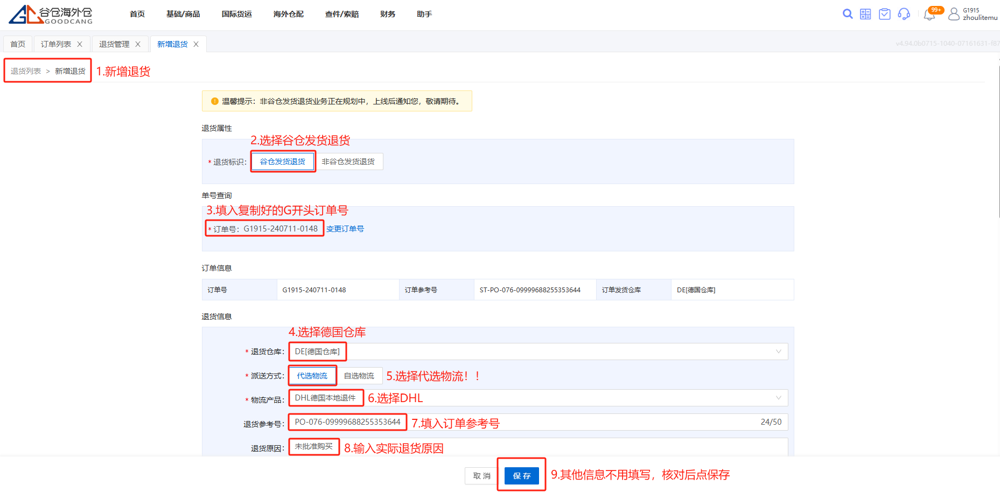 谷仓海外仓
GOODCANG
首页 基础/商品 国际货运 海外仓配 查件/索赔 财务 助手
99+
G1915
zhoulitemu
首页 订单列表 退货管理 新增退货
v4.94.0b0715-1040-07161631-f87
退货列表 > 新增退货 1.新增退货
温馨提示：非谷仓发货退货业务正在规划中，上线后通知您，敬请期待。
退货属性
2.选择谷仓发货退货
* 退货标识： 谷仓发货退货 非谷仓发货退货
单号查询
3.填入复制好的G开头订单号
* 订单号： G1915-240711-0148 变更订单号
订单信息
订单号 G1915-240711-0148 订单参考号 ST-PO-076-09999688255353644 订单发货仓库 DE[德国仓库]
退货信息
4.选择德国仓库
* 退货仓库： DE[德国仓库]
* 派送方式： 代选物流 自选物流 5.选择代选物流！！
* 物流产品： DHL德国本地退件 6.选择DHL
退货参考号： PO-076-09999688255353644 7.填入订单参考号 24/50
退货原因： 未批准购买 8.输入实际退货原因
取 消 保 存 9.其他信息不用填写，核对后点保存